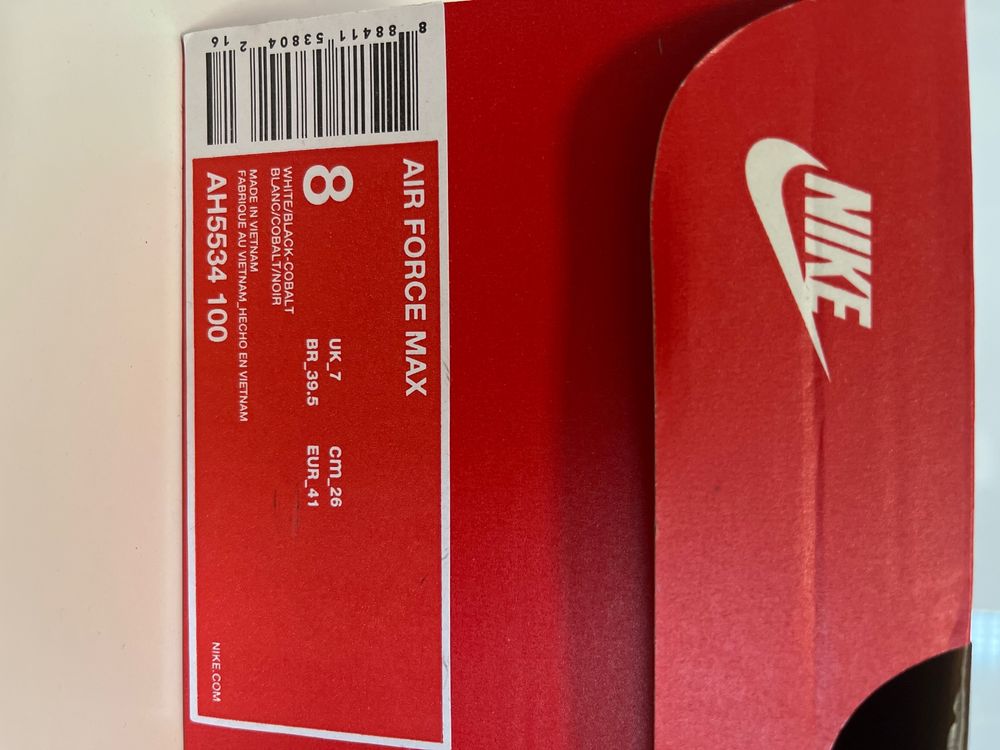 8 88411 53804 2 16
AIR FORCE MAX
8 UK_7 cm_26
BR_39.5 EUR_41
WHITE/BLACK-COBALT
BLANC/COBALT/NOIR
MADE IN VIETNAM
FABRIQUE AU VIETNAM_HECHO EN VIETNAM
AH5534 100
NIKE.COM
NIKE